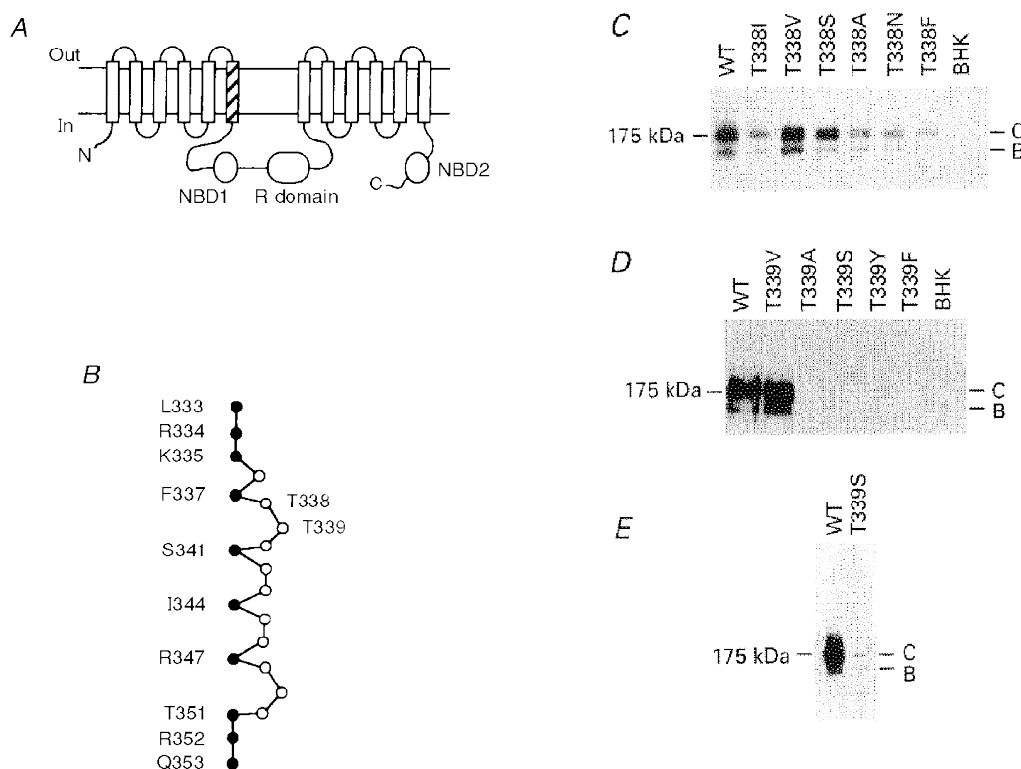 A
Out
In
N
NBD1
R domain
C
NBD2
B
L333
R334
K335
F337
T338
T339
S341
I344
R347
T351
R352
Q353
C
WT
T338I
T338V
T338S
T338A
T338N
T338F
BHK
175 kDa
C
B
D
WT
T339V
T339A
T339S
T339Y
T339F
BHK
175 kDa
C
B
E
WT
T339S
175 kDa
C
B